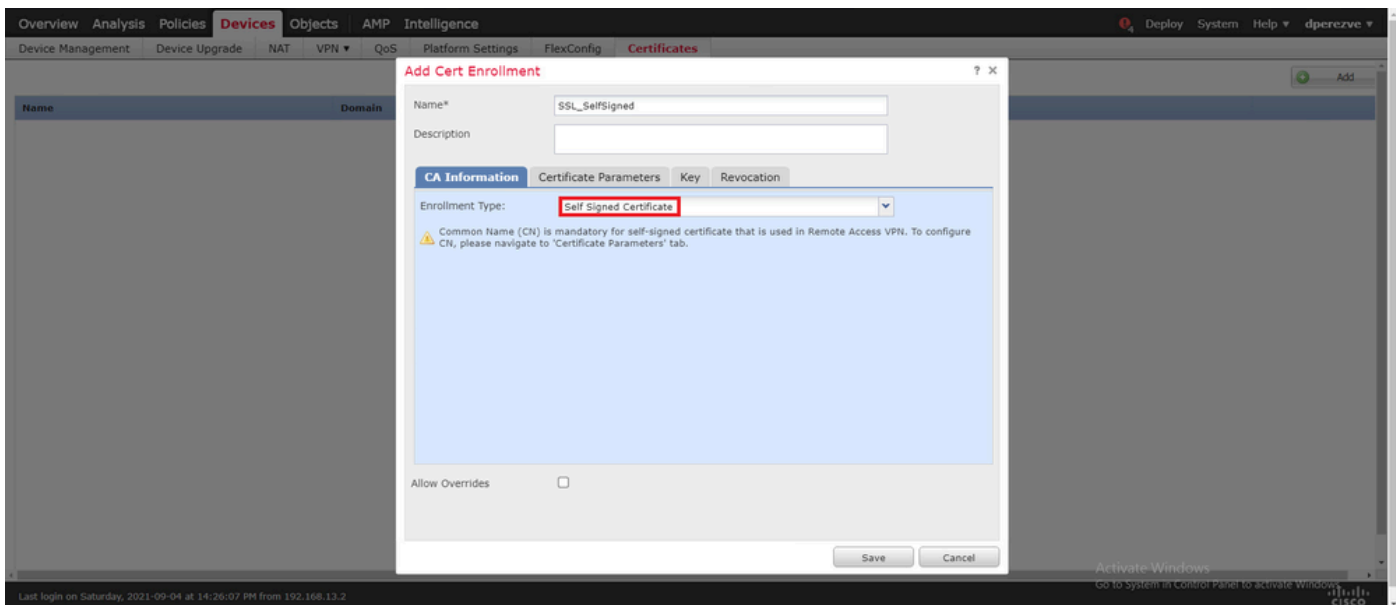 Overview Analysis Policies Devices Objects AMP Intelligence
4 Deploy System Help dperezve
Device Management Device Upgrade NAT VPN QoS Platform Settings FlexConfig Certificates
Add Cert Enrollment ? ×
Add
Name Domain
Name* SSL_SelfSigned
Description
CA Information Certificate Parameters Key Revocation
Enrollment Type: Self Signed Certificate
Common Name (CN) is mandatory for self-signed certificate that is used in Remote Access VPN. To configure
CN, please navigate to 'Certificate Parameters' tab.
Allow Overrides
Save Cancel
Activate Windows
Go to System in Control Panel to activate Windows.
Last login on Saturday, 2021-09-04 at 14:26:07 PM from 192.168.13.2
CISCO